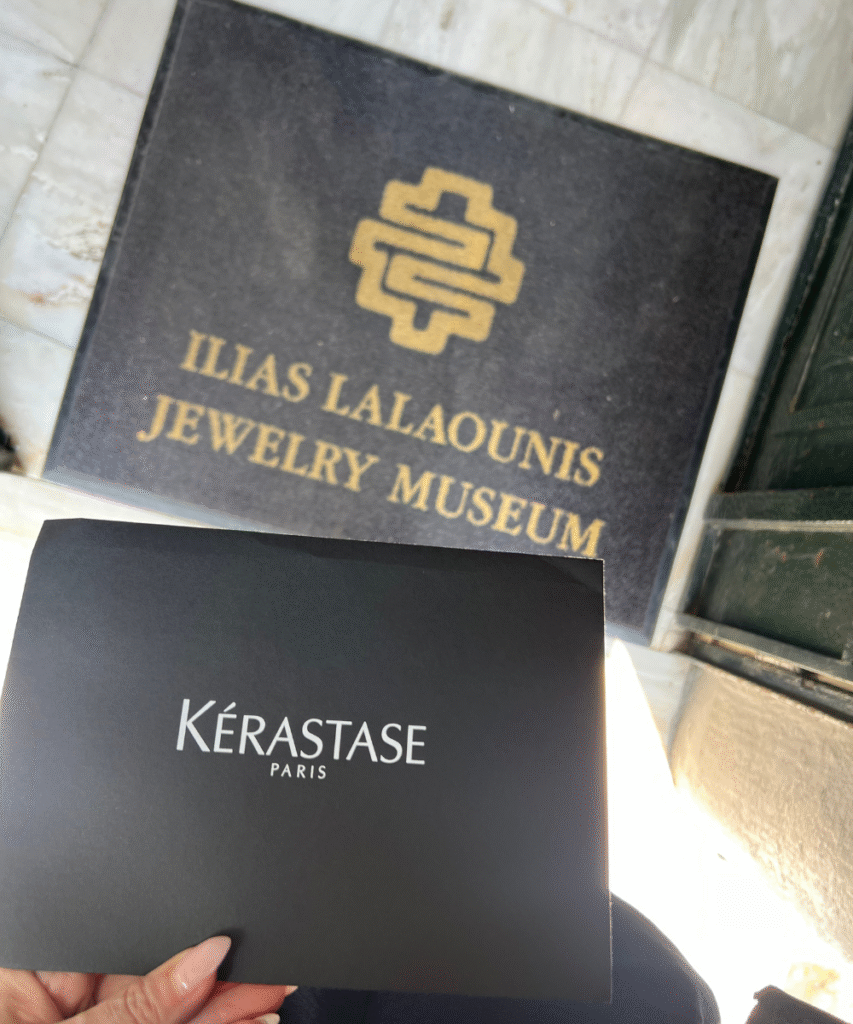 ILIAS LALAOUNIS
JEWELRY MUSEUM
KÉRASTASE
PARIS